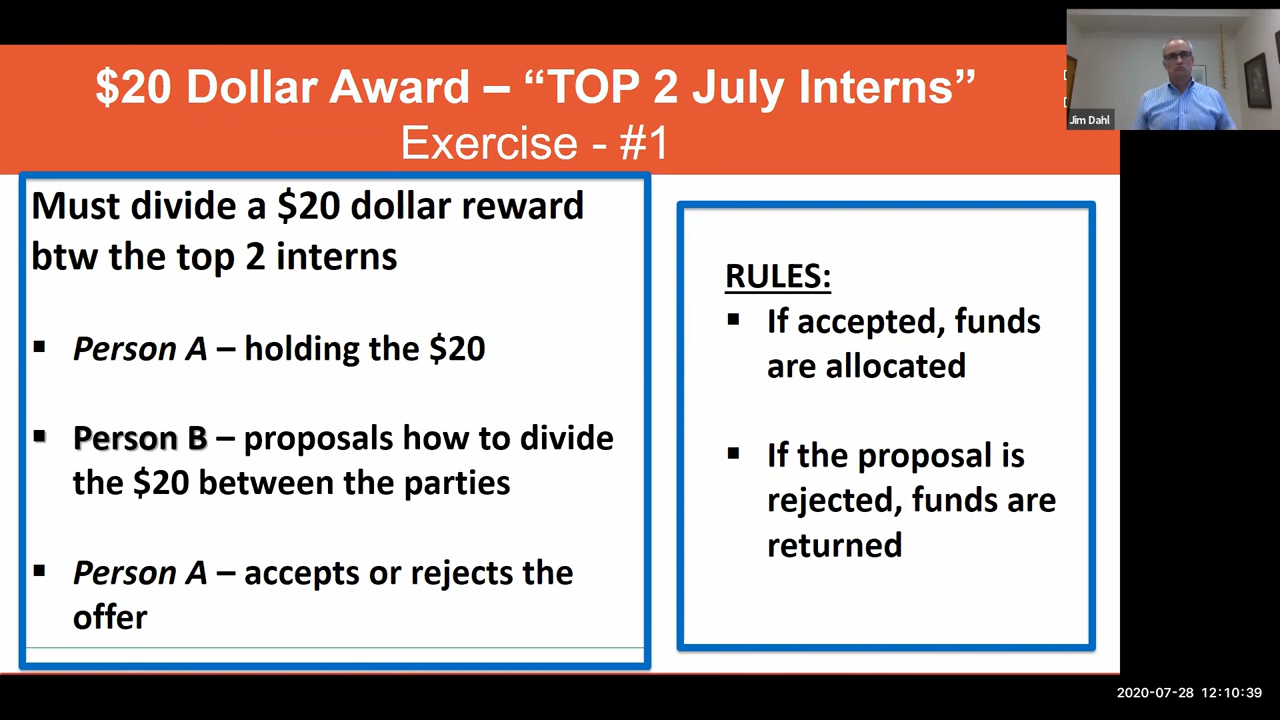 $20 Dollar Award – “TOP 2 July Interns”
Exercise - #1
Jim Dahl
Must divide a $20 dollar reward
btw the top 2 interns
▪ Person A – holding the $20
▪ Person B – proposals how to divide
the $20 between the parties
▪ Person A – accepts or rejects the
offer
RULES:
▪ If accepted, funds
are allocated
▪ If the proposal is
rejected, funds are
returned
2020-07-28 12:10:39